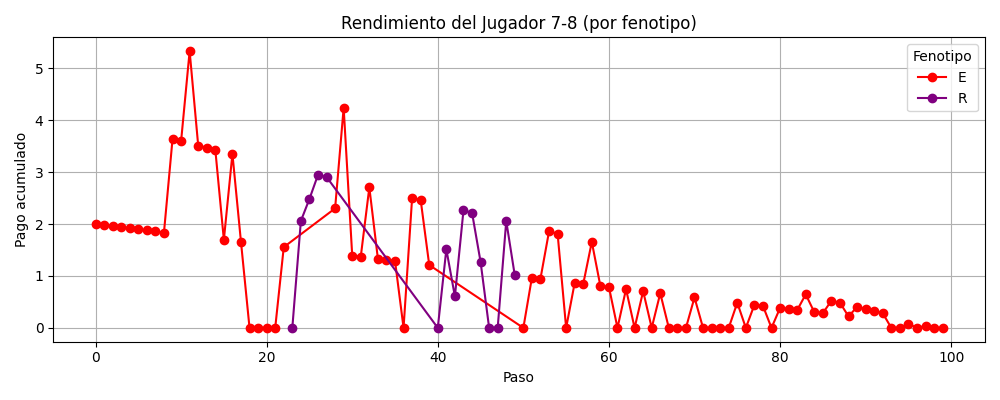 Rendimiento del Jugador 7-8 (por fenotipo)
Pago acumulado
5
4
3
2
1
0
Fenotipo
E
R
0
20
40
60
80
100
Paso